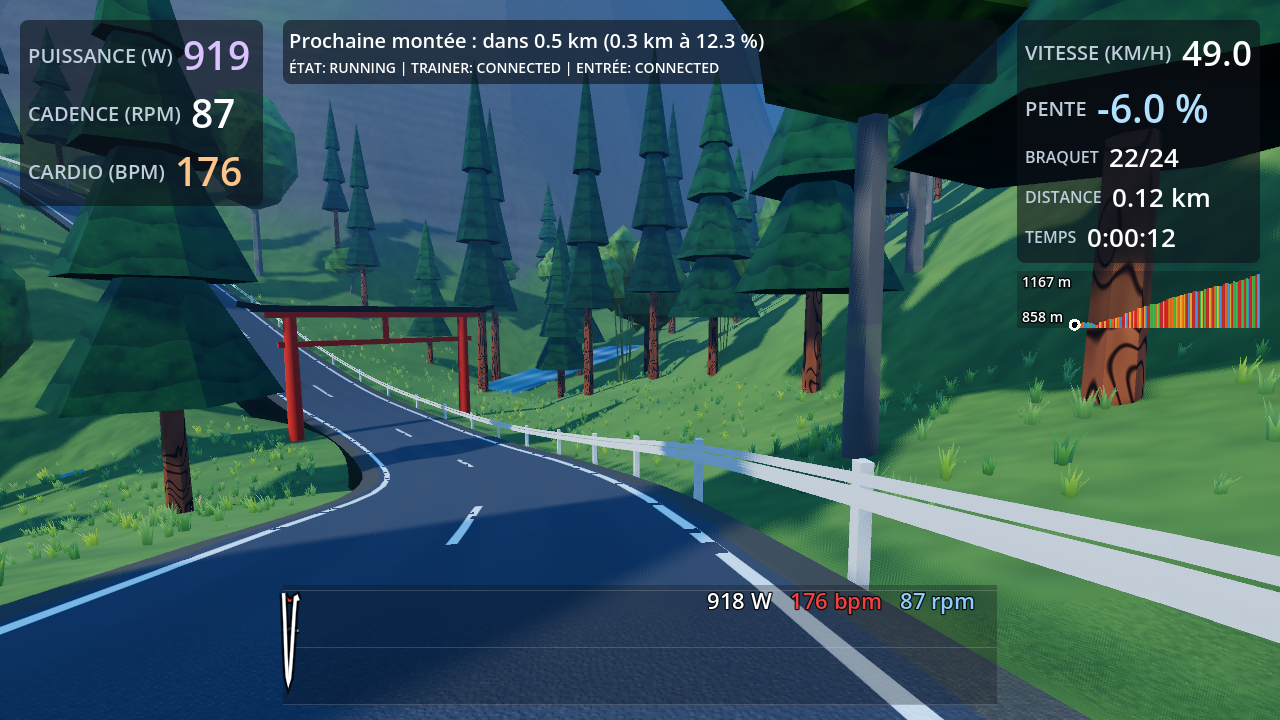 PUISSANCE (W) 919
CADENCE (RPM) 87
CARDIO (BPM) 176
Prochaine montée : dans 0.5 km (0.3 km à 12.3 %)
ÉTAT: RUNNING | TRAINER: CONNECTED | ENTRÉE: CONNECTED
VITESSE (KM/H) 49.0
PENTE -6.0 %
BRAQUET 22/24
DISTANCE 0.12 km
TEMPS 0:00:12
1167 m
858 m
918 W 176 bpm 87 rpm